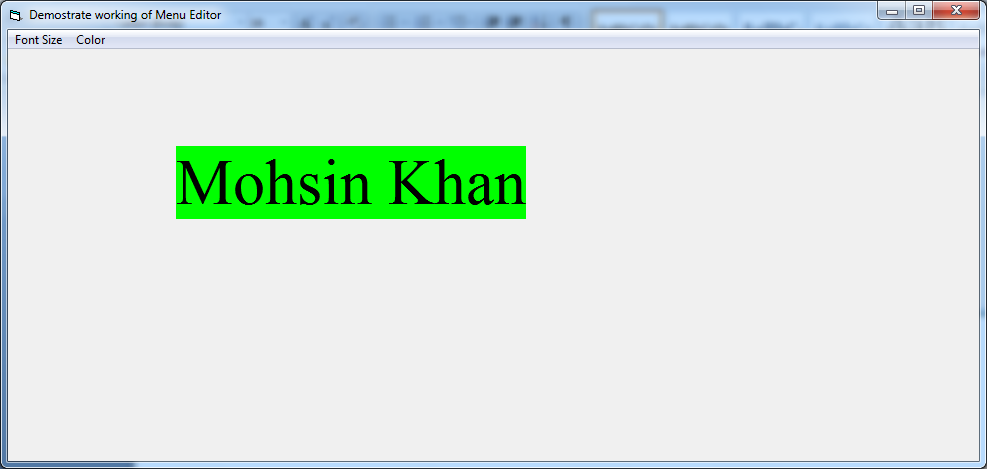 Demostrate working of Menu Editor
Font Size Color
Mohsin Khan